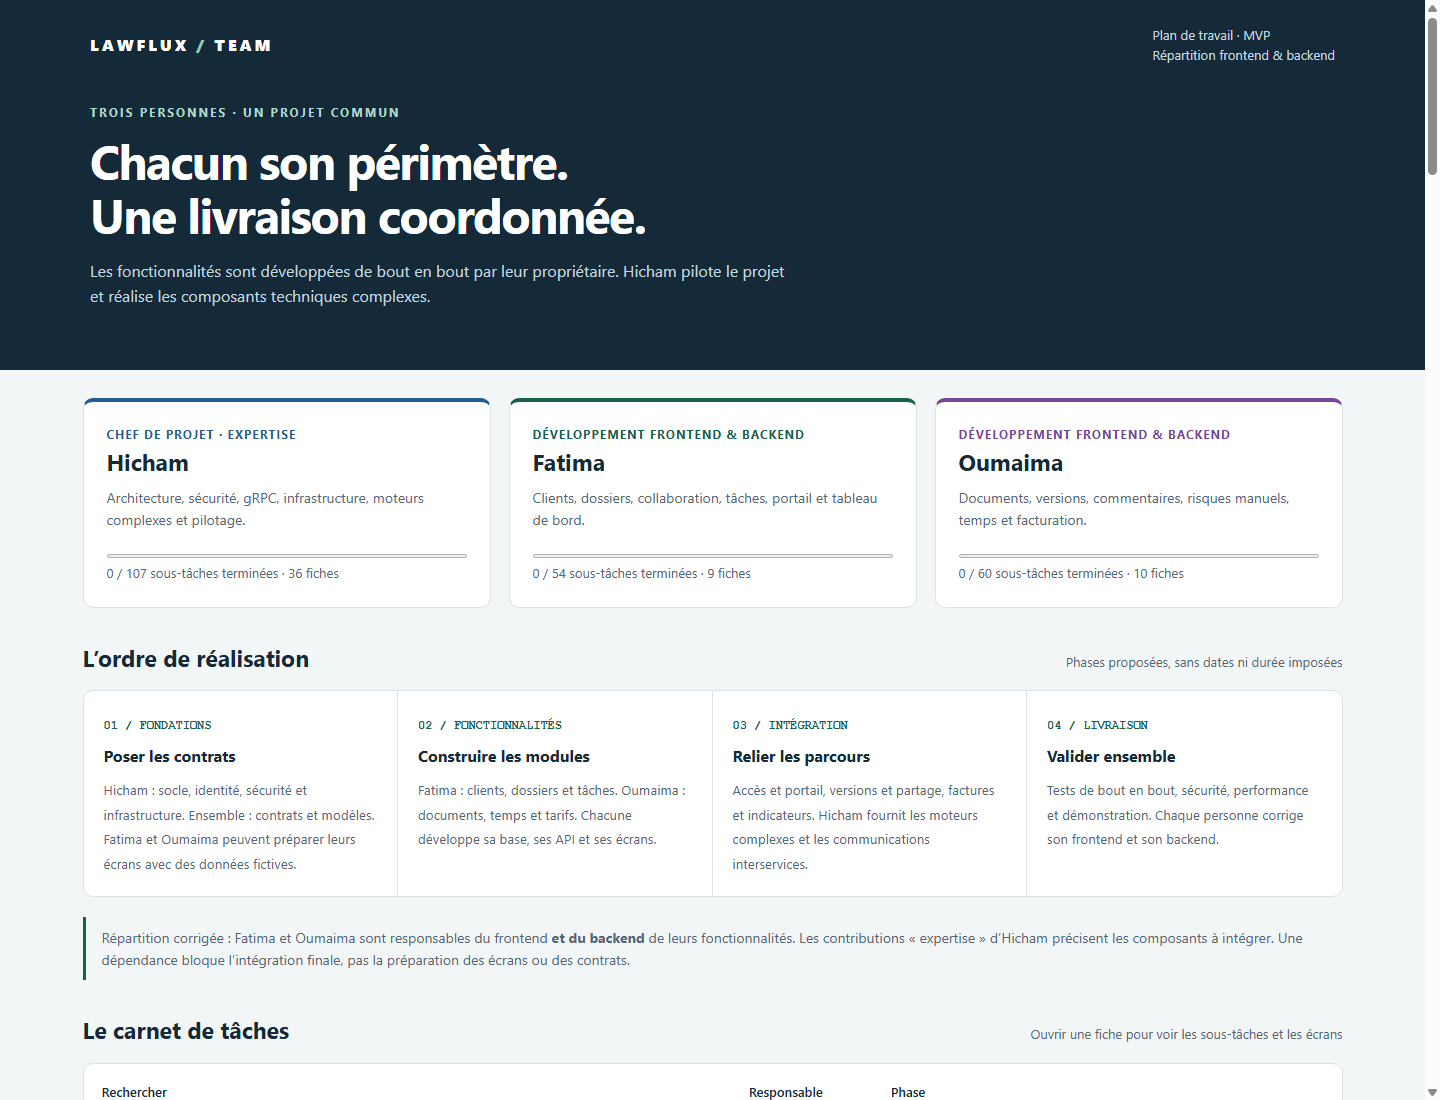 LAWFLUX / TEAM
Plan de travail · MVP
Répartition frontend & backend
TROIS PERSONNES · UN PROJET COMMUN
Chacun son périmètre.
Une livraison coordonnée.
Les fonctionnalités sont développées de bout en bout par leur propriétaire. Hicham pilote le projet
et réalise les composants techniques complexes.
CHEF DE PROJET · EXPERTISE
Hicham
Architecture, sécurité, gRPC, infrastructure, moteurs
complexes et pilotage.
0 / 107 sous-tâches terminées · 36 fiches
DÉVELOPPEMENT FRONTEND & BACKEND
Fatima
Clients, dossiers, collaboration, tâches, portail et tableau
de bord.
0 / 54 sous-tâches terminées · 9 fiches
DÉVELOPPEMENT FRONTEND & BACKEND
Oumaima
Documents, versions, commentaires, risques manuels,
temps et facturation.
0 / 60 sous-tâches terminées · 10 fiches
L’ordre de réalisation
Phases proposées, sans dates ni durée imposées
01 / FONDATIONS
Poser les contrats
Hicham : socle, identité, sécurité et
infrastructure. Ensemble : contrats et modèles.
Fatima et Oumaima peuvent préparer leurs
écrans avec des données fictives.
02 / FONCTIONNALITÉS
Construire les modules
Fatima : clients, dossiers et tâches. Oumaima :
documents, temps et tarifs. Chacune
développe sa base, ses API et ses écrans.
03 / INTÉGRATION
Relier les parcours
Accès et portail, versions et partage, factures
et indicateurs. Hicham fournit les moteurs
complexes et les communications
interservices.
04 / LIVRAISON
Valider ensemble
Tests de bout en bout, sécurité, performance
et démonstration. Chaque personne corrige
son frontend et son backend.
Répartition corrigée : Fatima et Oumaima sont responsables du frontend et du backend de leurs fonctionnalités. Les contributions « expertise » d’Hicham précisent les composants à intégrer. Une
dépendance bloque l’intégration finale, pas la préparation des écrans ou des contrats.
Le carnet de tâches
Ouvrir une fiche pour voir les sous-tâches et les écrans
Rechercher
Responsable
Phase